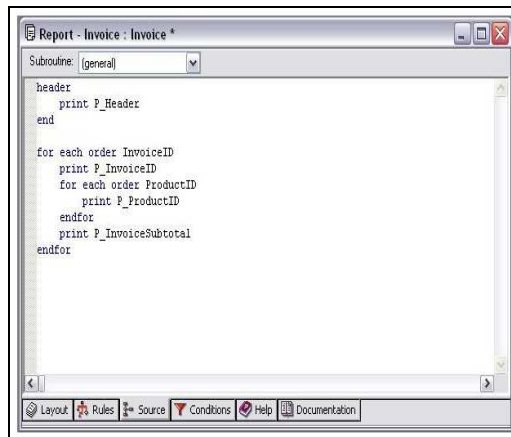 Report - Invoice : Invoice *
Subroutine: (general)
header
    print P_Header
end
for each order InvoiceID
    print P_InvoiceID
    for each order ProductID
        print P_ProductID
    endfor
    print P_InvoiceSubtotal
endfor
Layout Rules Source Conditions Help Documentation